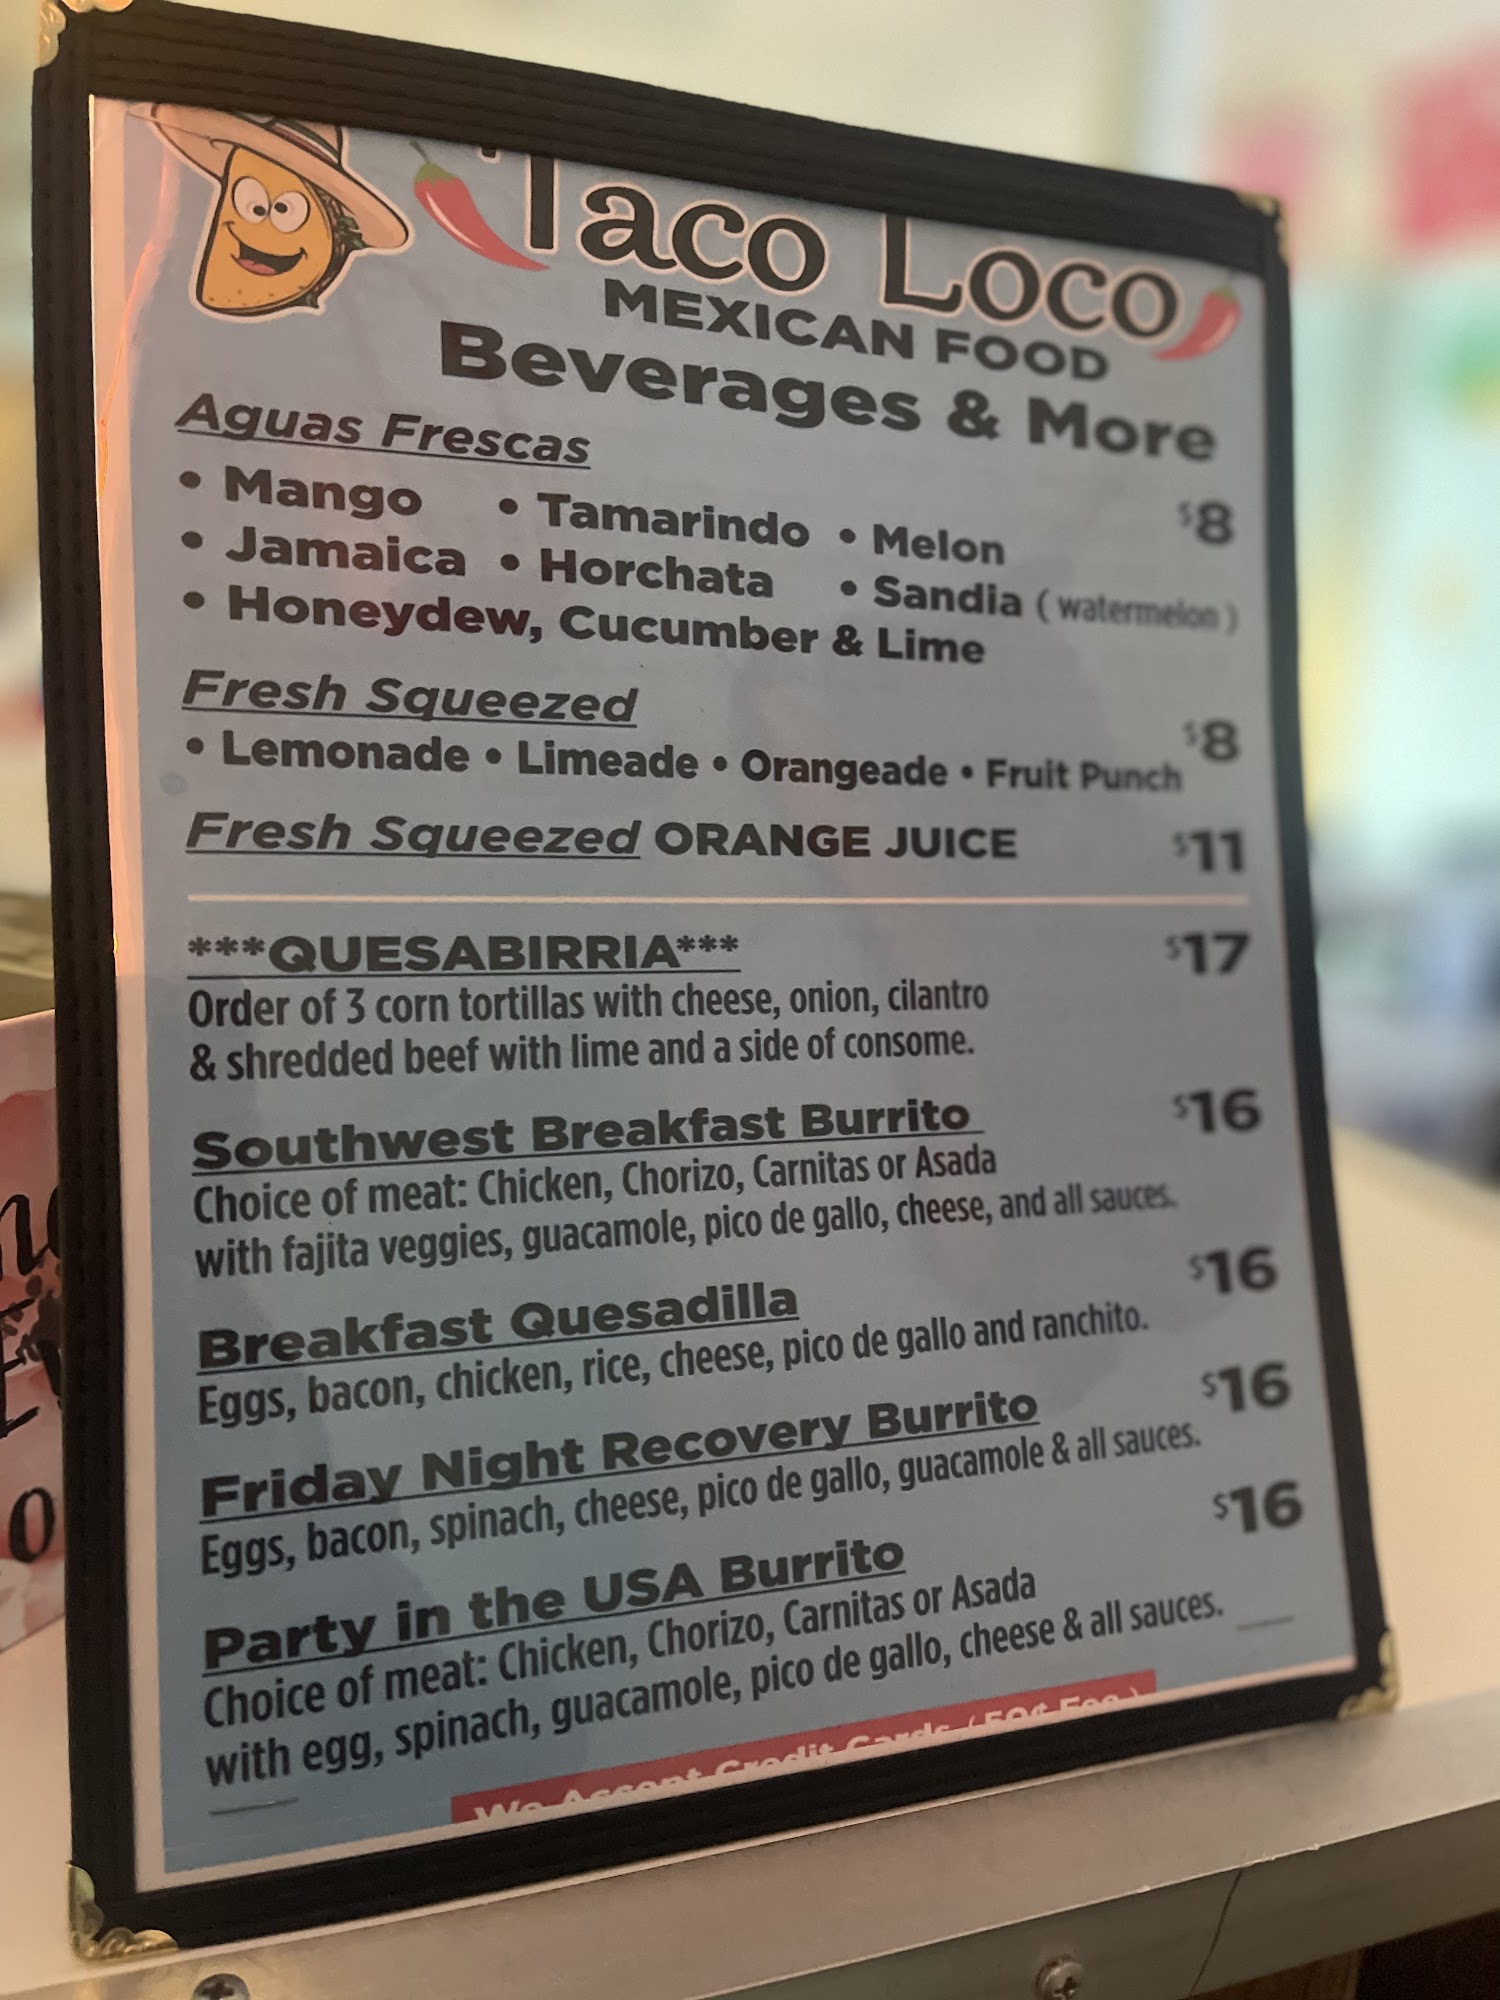 Taco Loco
MEXICAN FOOD
Beverages & More
Aguas Frescas
• Mango • Tamarindo • Melon $8
• Jamaica • Horchata • Sandia ( watermelon )
• Honeydew, Cucumber & Lime
Fresh Squeezed $8
• Lemonade • Limeade • Orangeade • Fruit Punch
Fresh Squeezed ORANGE JUICE $11
***QUESABIRRIA*** $17
Order of 3 corn tortillas with cheese, onion, cilantro
& shredded beef with lime and a side of consome.
Southwest Breakfast Burrito $16
Choice of meat: Chicken, Chorizo, Carnitas or Asada
with fajita veggies, guacamole, pico de gallo, cheese, and all sauces.
Breakfast Quesadilla $16
Eggs, bacon, chicken, rice, cheese, pico de gallo and ranchito.
Friday Night Recovery Burrito $16
Eggs, bacon, spinach, cheese, pico de gallo, guacamole & all sauces.
Party in the USA Burrito $16
Choice of meat: Chicken, Chorizo, Carnitas or Asada
with egg, spinach, guacamole, pico de gallo, cheese & all sauces.
We Accept Credit Cards ( 50¢ Fee )